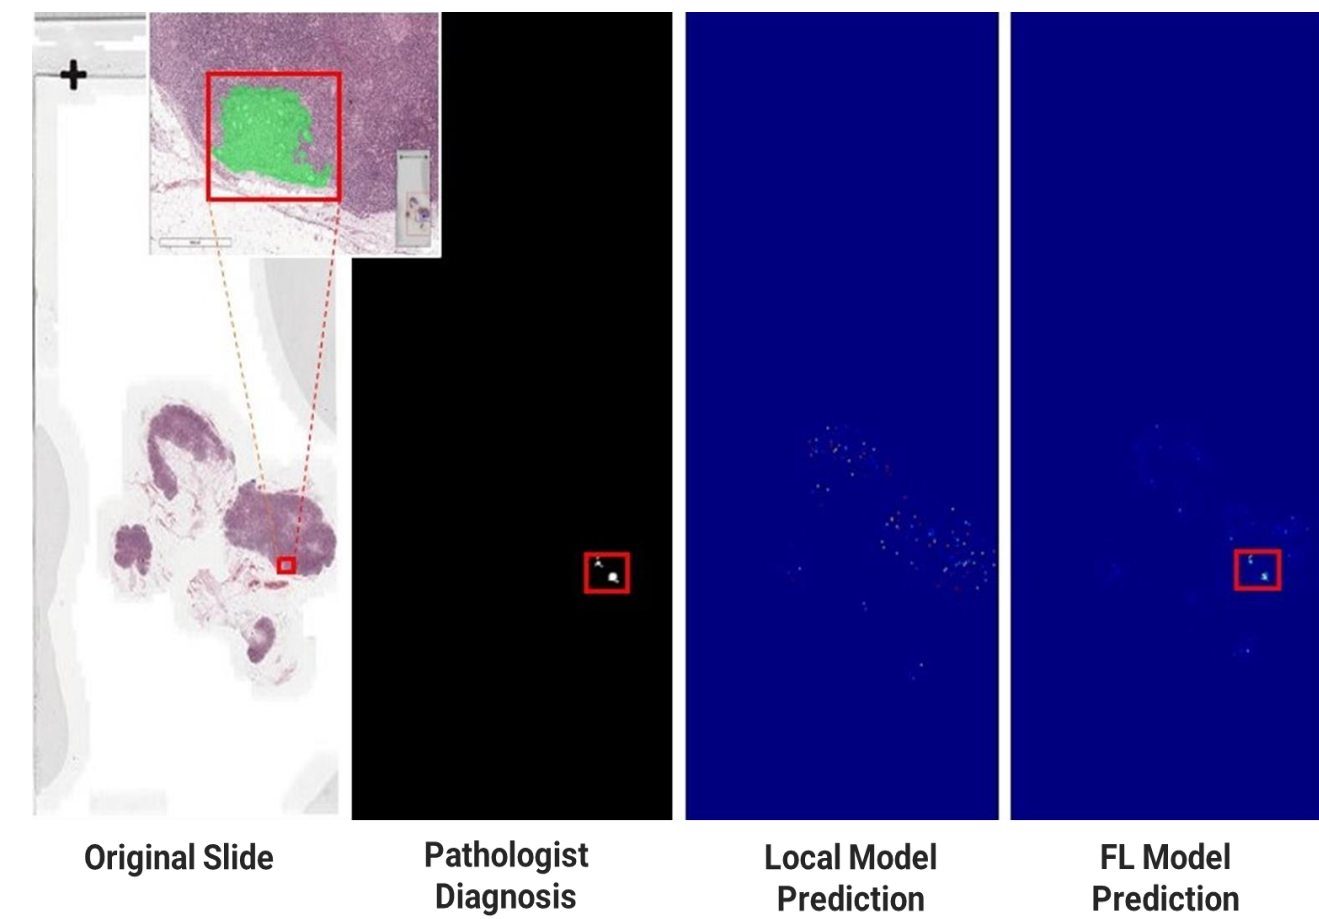 Original Slide
Pathologist
Diagnosis
Local Model
Prediction
FL Model
Prediction